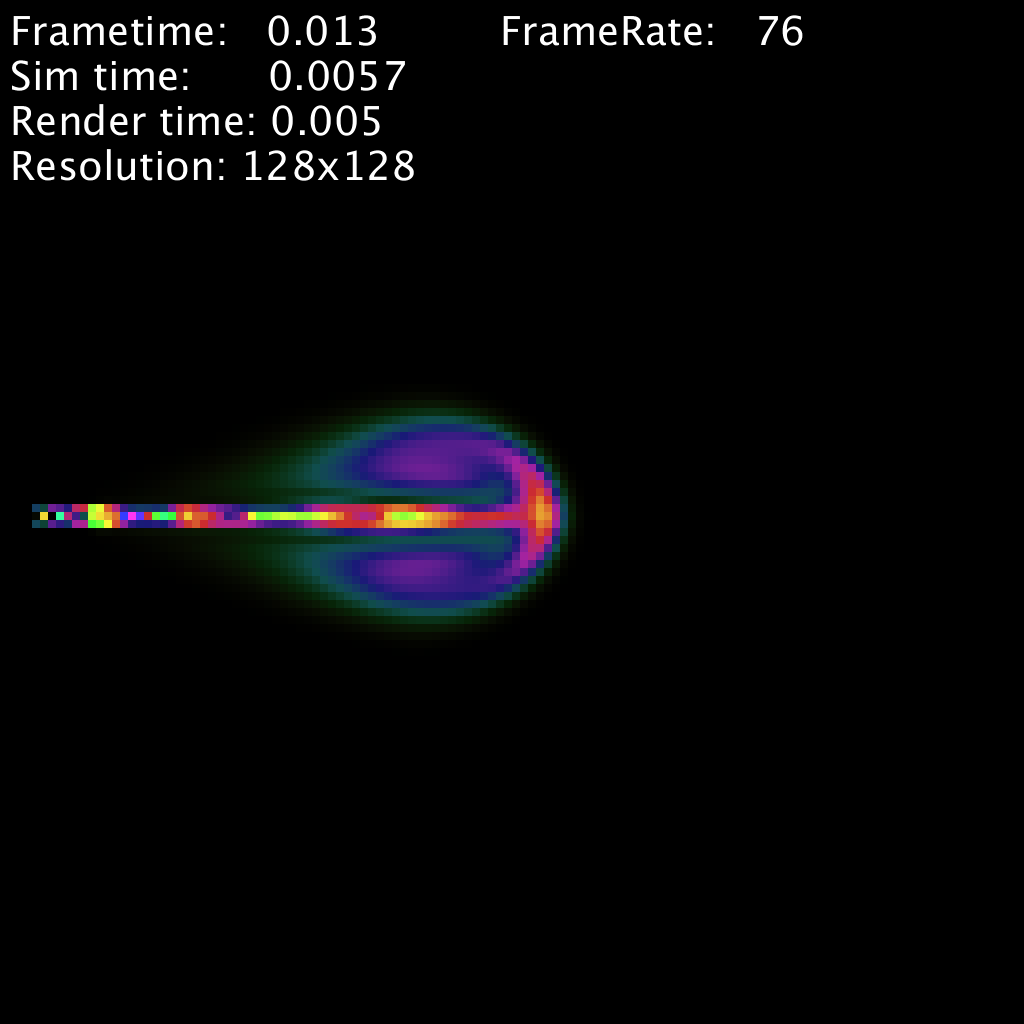 Frametime: 0.013 FrameRate: 76
Sim time: 0.0057
Render time: 0.005
Resolution: 128x128